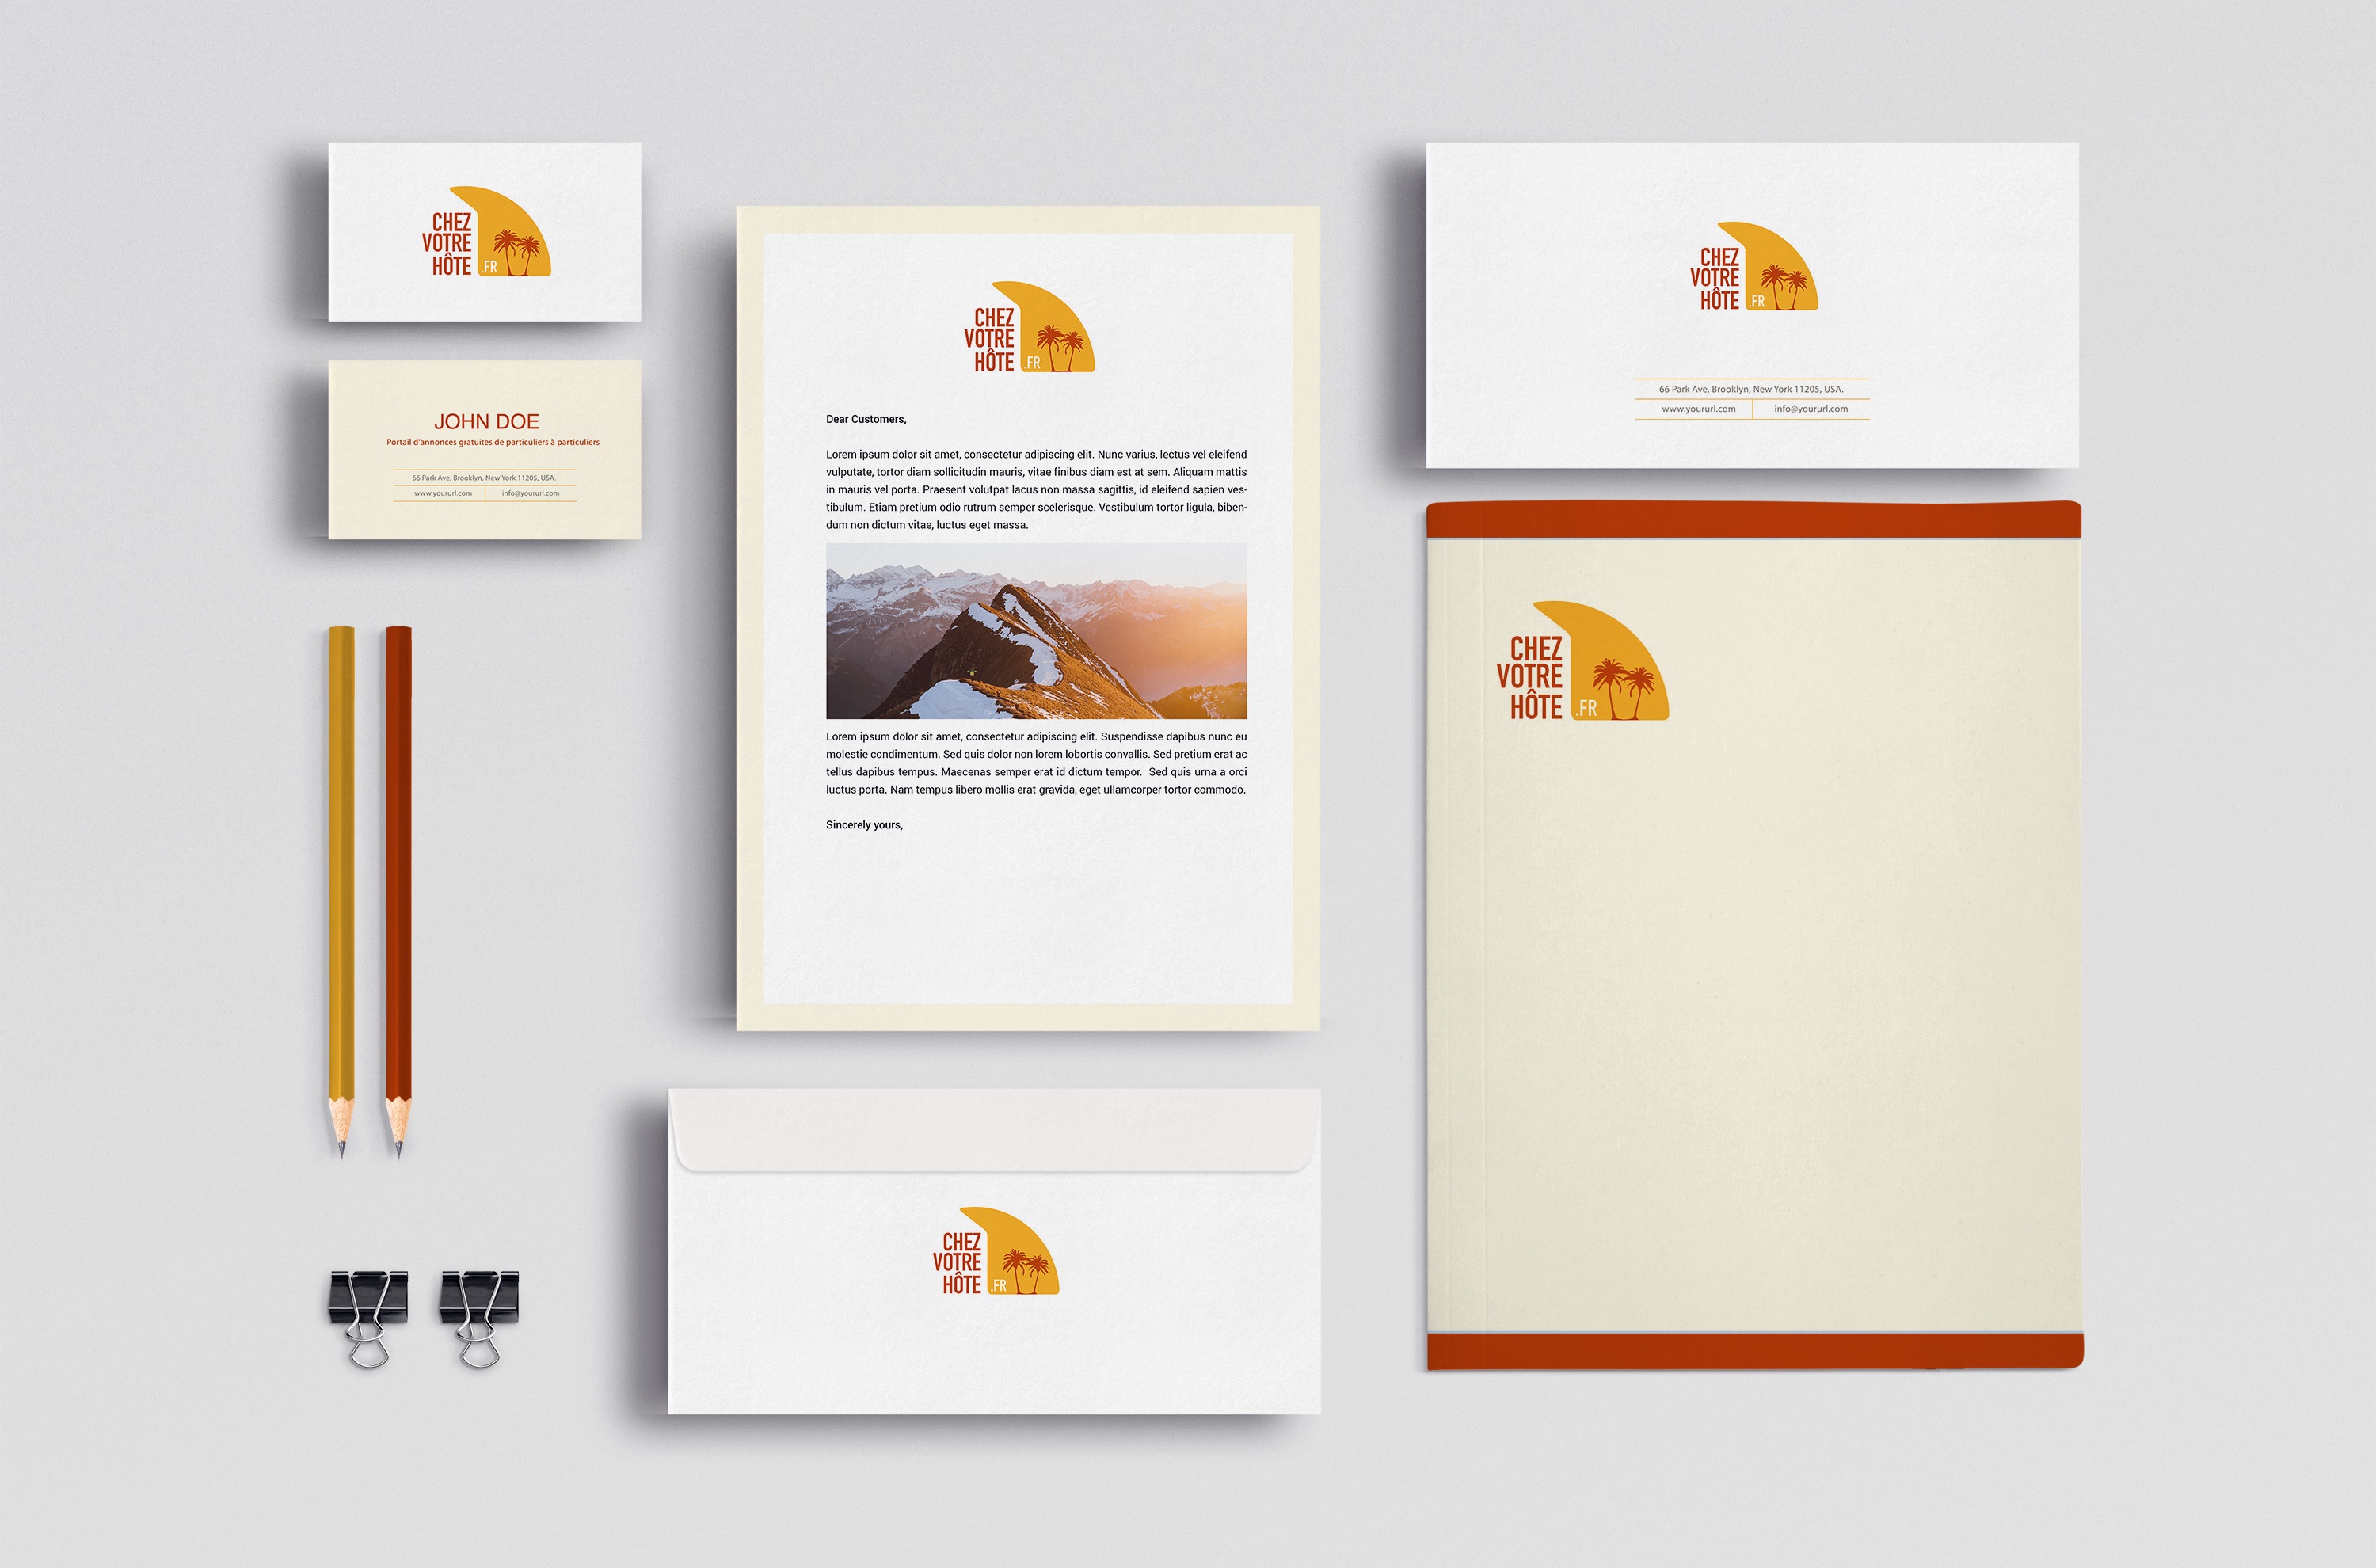 CHEZ
VOTRE
HÔTE
.FR
JOHN DOE
Portail d'annonces gratuites de particuliers à particuliers
66 Park Ave, Brooklyn, New York 11205, USA.
www.yoururl.com info@yoururl.com
CHEZ
VOTRE
HÔTE
.FR
Dear Customers,
Lorem ipsum dolor sit amet, consectetur adipiscing elit. Nunc varius, lectus vel eleifend
vulputate, tortor diam sollicitudin mauris, vitae finibus diam est at sem. Aliquam mattis
in mauris vel porta. Praesent volutpat lacus non massa sagittis, id eleifend sapien ves-
tibulum. Etiam pretium odio rutrum semper scelerisque. Vestibulum tortor ligula, biben-
dum non dictum vitae, luctus eget massa.
Lorem ipsum dolor sit amet, consectetur adipiscing elit. Suspendisse dapibus nunc eu
molestie condimentum. Sed quis dolor non lorem lobortis convallis. Sed pretium erat ac
tellus dapibus tempus. Maecenas semper erat id dictum tempor. Sed quis urna a orci
luctus porta. Nam tempus libero mollis erat gravida, eget ullamcorper tortor commodo.
Sincerely yours,
CHEZ
VOTRE
HÔTE
.FR
CHEZ
VOTRE
HÔTE
.FR
66 Park Ave, Brooklyn, New York 11205, USA.
www.yoururl.com info@yoururl.com
CHEZ
VOTRE
HÔTE
.FR